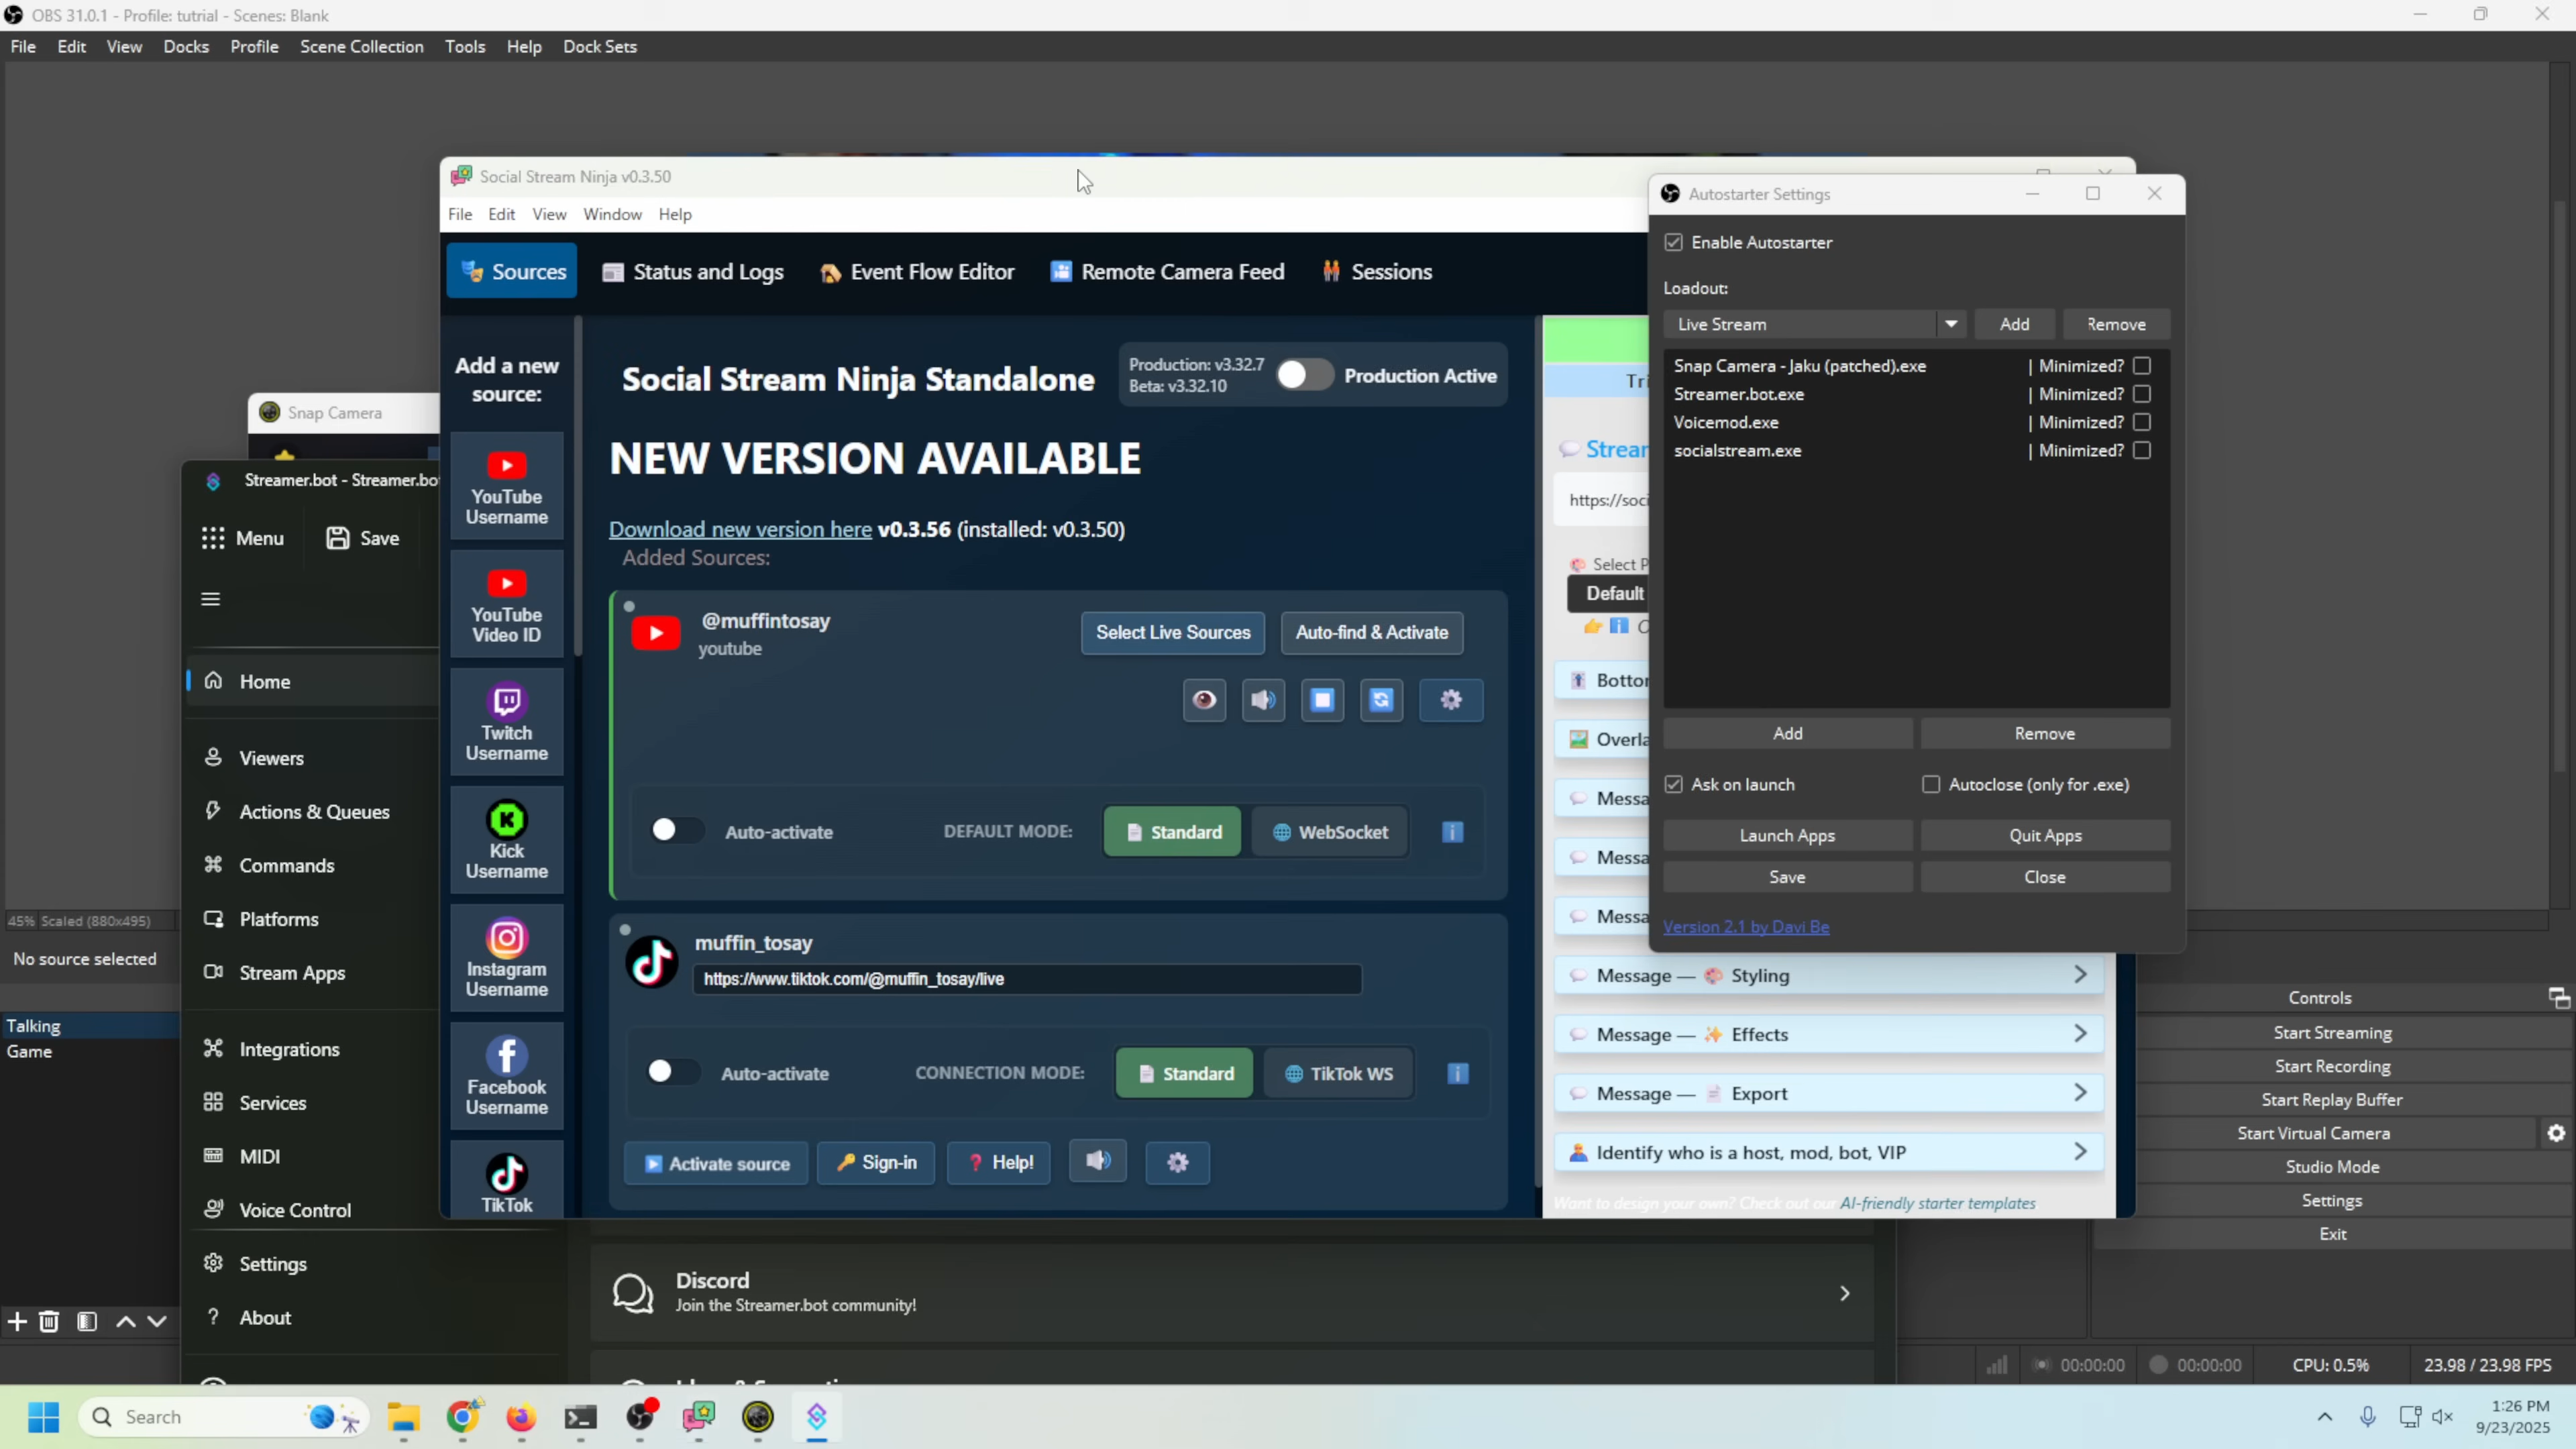 OBS 31.0.1 - Profile: tutrial - Scenes: Blank
File Edit View Docks Profile Scene Collection Tools Help Dock Sets
Social Stream Ninja v0.3.50
File Edit View Window Help
Sources
Status and Logs
Event Flow Editor
Remote Camera Feed
Sessions
Add a new
source:
YouTube
Username
YouTube
Video ID
Twitch
Username
Kick
Username
Instagram
Username
Facebook
Username
TikTok
Social Stream Ninja Standalone
Production: v3.32.7
Beta: v3.32.10
Production Active
NEW VERSION AVAILABLE
Download new version here v0.3.56 (installed: v0.3.50)
Added Sources:
@muffintosay
youtube
Select Live Sources
Auto-find & Activate
Auto-activate
DEFAULT MODE:
Standard
WebSocket
muffin_tosay
https://www.tiktok.com/@muffin_tosay/live
Auto-activate
CONNECTION MODE:
Standard
TikTok WS
Activate source
Sign-in
Help!
https://soci
Default
Message — Styling
Message — Effects
Message — Export
Identify who is a host, mod, bot, VIP
Want to design your own? Check out our AI-friendly starter templates
Autostarter Settings
Enable Autostarter
Loadout:
Live Stream
Add
Remove
Snap Camera - Jaku (patched).exe | Minimized?
Streamer.bot.exe | Minimized?
Voicemod.exe | Minimized?
socialstream.exe | Minimized?
Add
Remove
Ask on launch
Autoclose (only for .exe)
Launch Apps
Quit Apps
Save
Close
Version 2.1 by Davi Be
Snap Camera
Streamer.bot - Streamer.bo
Menu
Save
Home
Viewers
Actions & Queues
Commands
Platforms
Stream Apps
Integrations
Services
MIDI
Voice Control
Settings
About
Discord
Join the Streamer.bot community!
45% Scaled (880x495)
No source selected
Talking
Game
Controls
Start Streaming
Start Recording
Start Replay Buffer
Start Virtual Camera
Studio Mode
Settings
Exit
00:00:00
00:00:00
CPU: 0.5%
23.98 / 23.98 FPS
Search
1:26 PM
9/23/2025